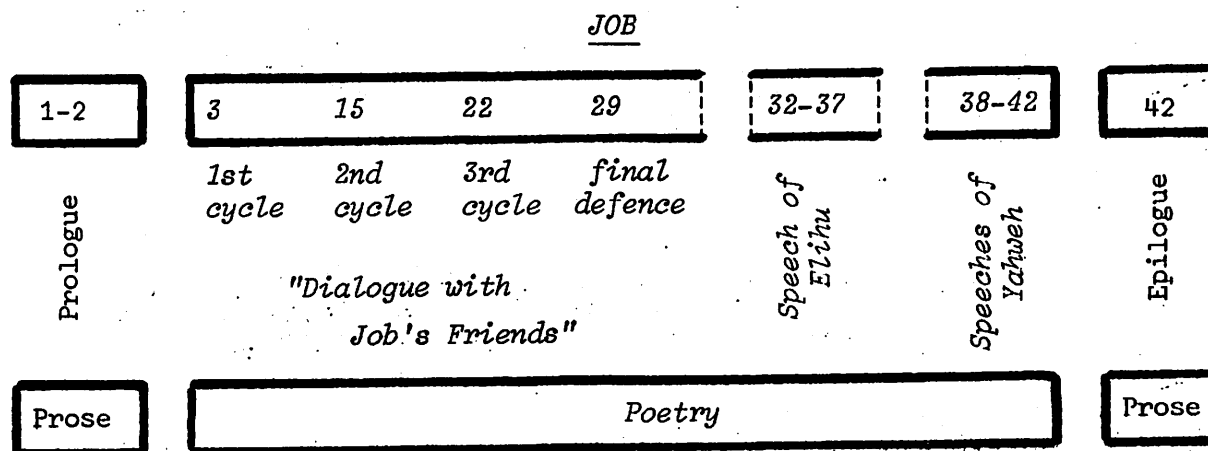 JOB
1-2 3 15 22 29 32-37 38-42 42
1st 2nd 3rd final
cycle cycle cycle defence
Prologue
"Dialogue with
Job's Friends"
Speech of
Elihu
Speeches of
Yahweh
Epilogue
Prose Poetry Prose